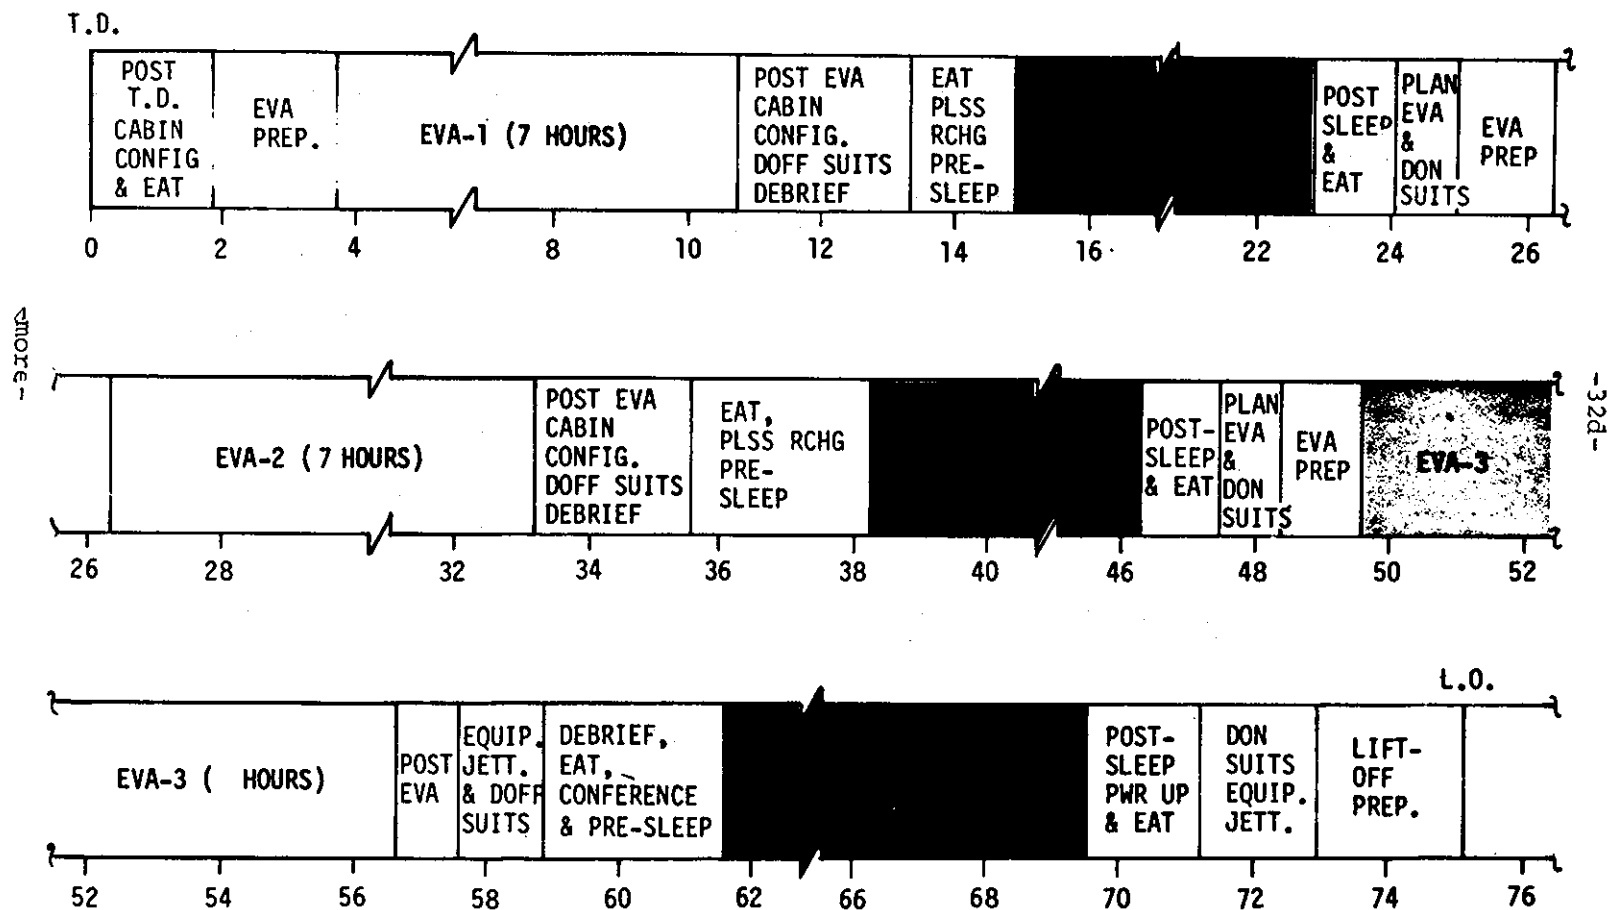 T.D.
POST
T.D.
CABIN
CONFIG
& EAT
EVA
PREP.
EVA-1 (7 HOURS)
POST EVA
CABIN
CONFIG.
DOFF SUITS
DEBRIEF
EAT
PLSS
RCHG
PRE-
SLEEP
POST
SLEEP
&
EAT
PLAN
EVA
&
DON
SUITS
EVA
PREP
0 2 4 8 10 12 14 16 22 24 26
-more-
EVA-2 (7 HOURS)
POST EVA
CABIN
CONFIG.
DOFF SUITS
DEBRIEF
EAT,
PLSS RCHG
PRE-
SLEEP
POST-
SLEEP
& EAT
PLAN
EVA
&
DON
SUITS
EVA
PREP
EVA-3
-32d-
26 28 32 34 36 38 40 46 48 50 52
L.O.
EVA-3 ( HOURS)
POST
EVA
EQUIP.
JETT.
& DOFF
SUITS
DEBRIEF,
EAT,
CONFERENCE
& PRE-SLEEP
POST-
SLEEP
PWR UP
& EAT
DON
SUITS
EQUIP.
JETT.
LIFT-
OFF
PREP.
52 54 56 58 60 62 66 68 70 72 74 76